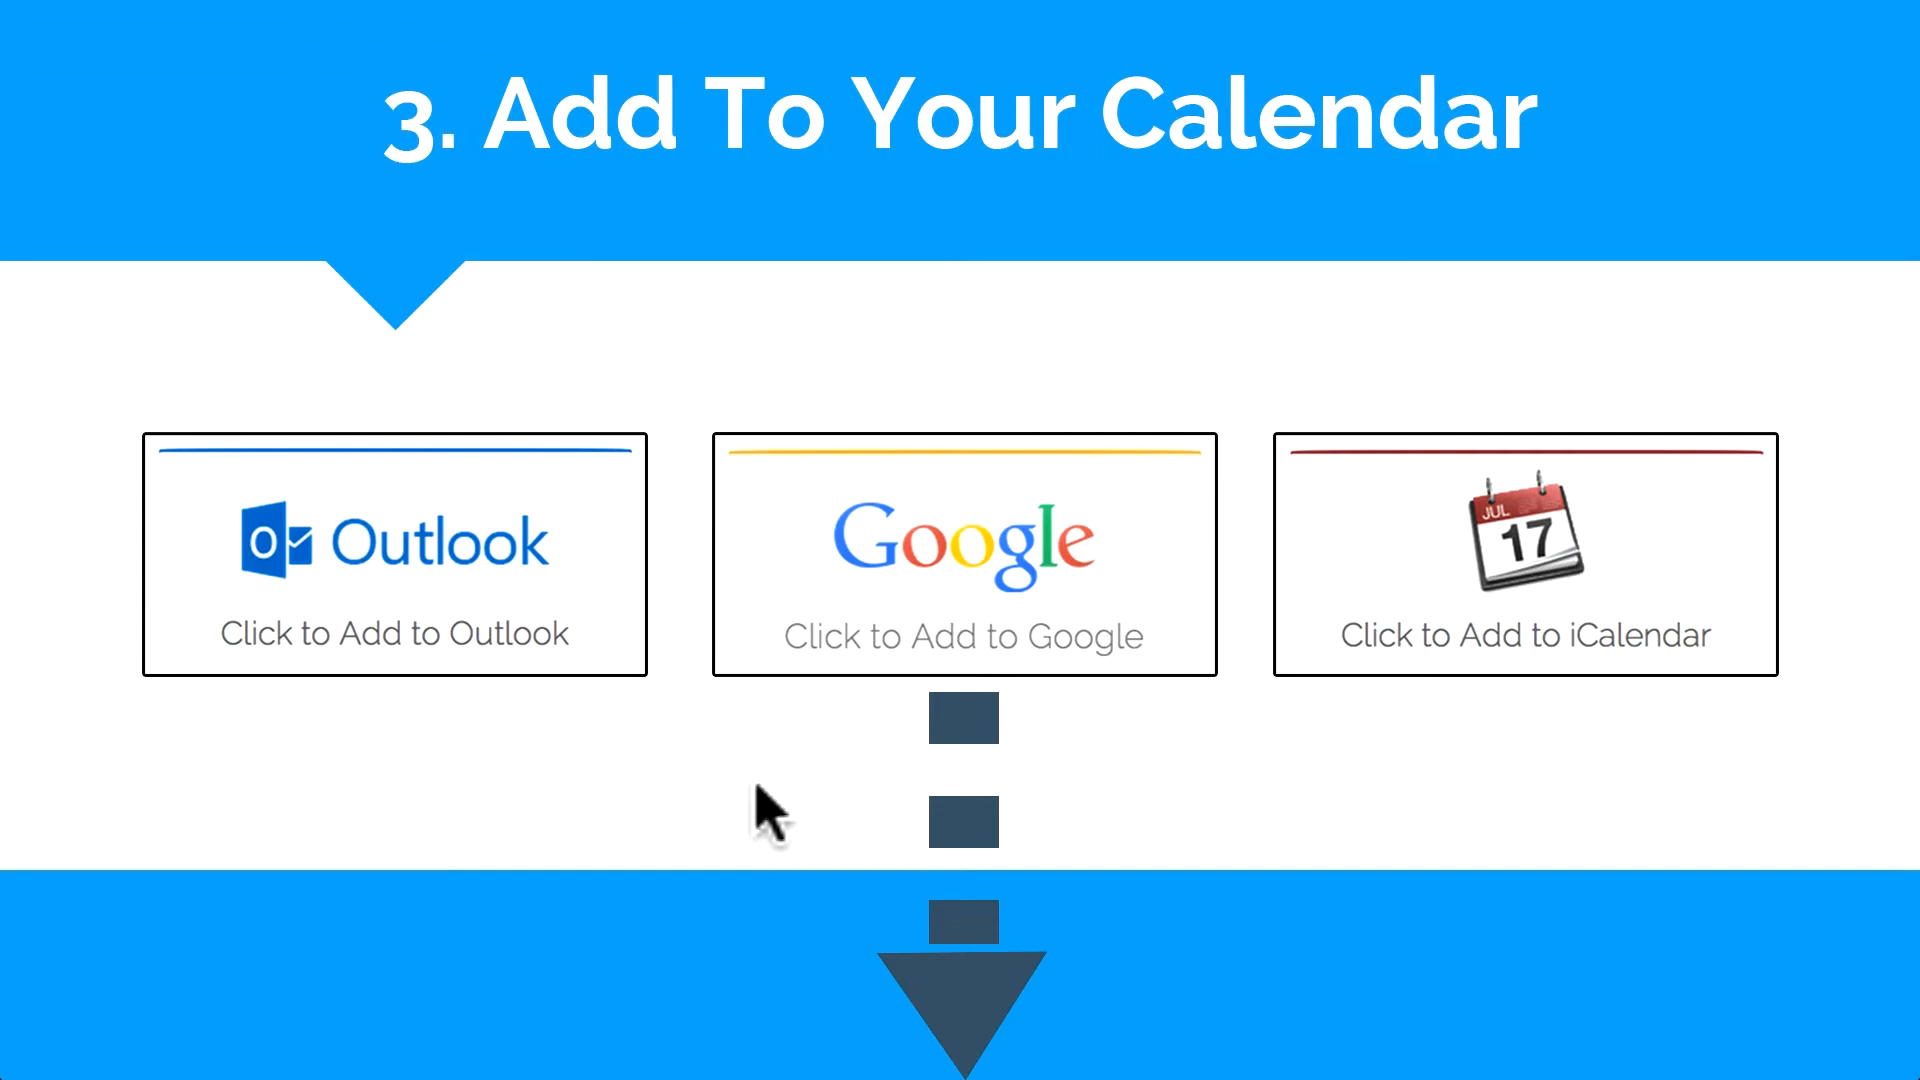 3. Add To Your Calendar
Outlook
Click to Add to Outlook
Google
Click to Add to Google
JUL
17
Click to Add to iCalendar